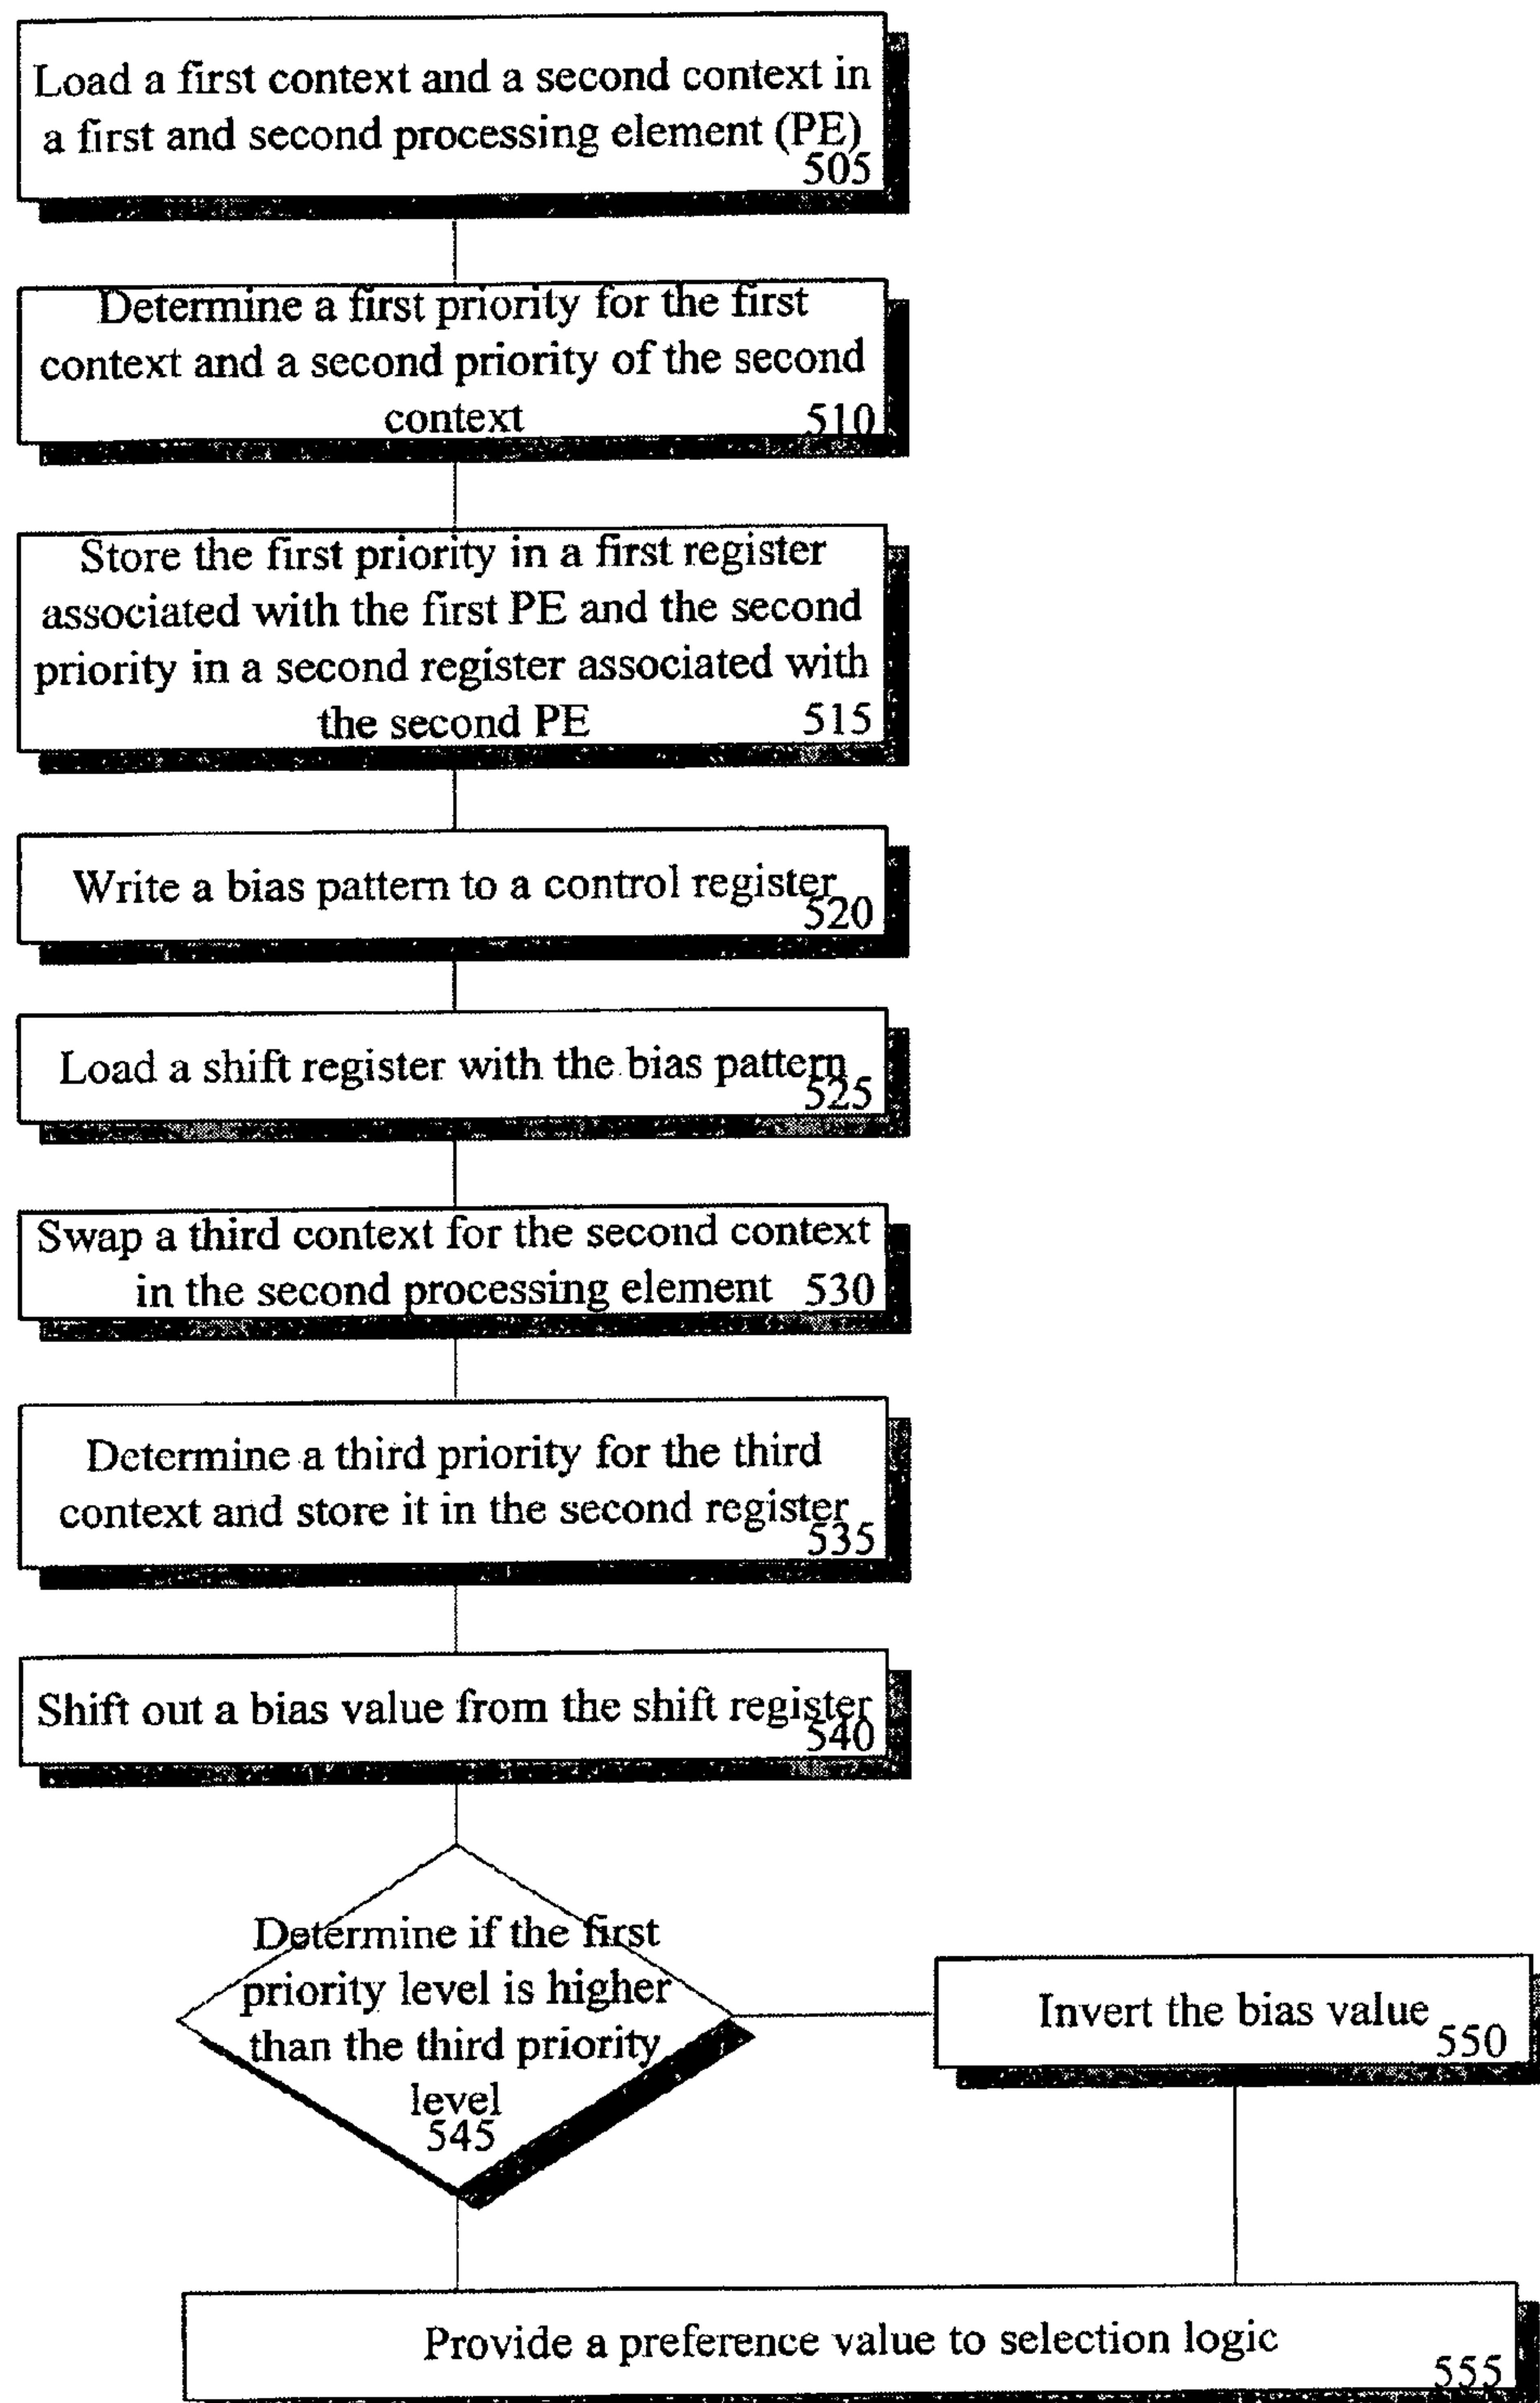 Load a first context and a second context in
a first and second processing element (PE)
505
Determine a first priority for the first
context and a second priority of the second
context 510
Store the first priority in a first register
associated with the first PE and the second
priority in a second register associated with
the second PE 515
Write a bias pattern to a control register
520
Load a shift register with the bias pattern
525
Swap a third context for the second context
in the second processing element 530
Determine a third priority for the third
context and store it in the second register
535
Shift out a bias value from the shift register
540
Determine if the first
priority level is higher
than the third priority
level
545
Invert the bias value
550
Provide a preference value to selection logic
555